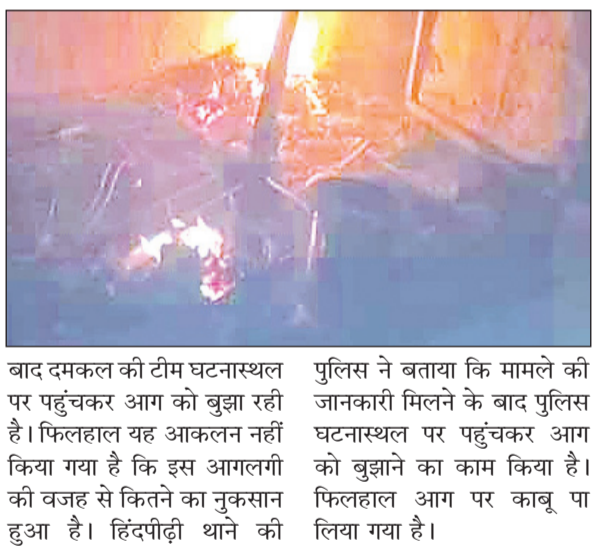 बाद दमकल की टीम घटनास्थल
पर पहुंचकर आग को बुझा रही
है। फिलहाल यह आकलन नहीं
किया गया है कि इस आगलगी
की वजह से कितने का नुकसान
हुआ है। हिंदपीढ़ी थाने की
पुलिस ने बताया कि मामले की
जानकारी मिलने के बाद पुलिस
घटनास्थल पर पहुंचकर आग
को बुझाने का काम किया है।
फिलहाल आग पर काबू पा
लिया गया है।